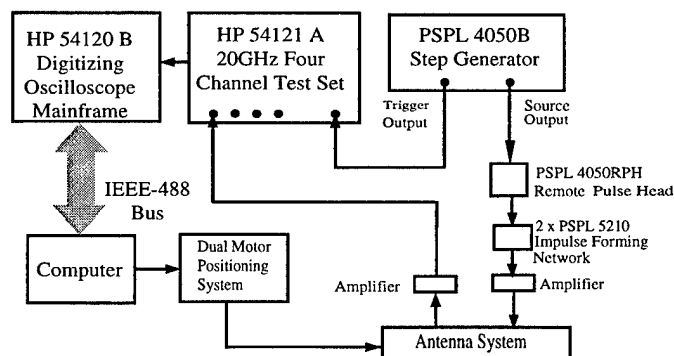 HP 54120 B
Digitizing
Oscilloscope
Mainframe
HP 54121 A
20GHz Four
Channel Test Set
PSPL 4050B
Step Generator
Trigger
Output
Source
Output
PSPL 4050RPH
Remote Pulse Head
2 x PSPL 5210
Impulse Forming
Network
Amplifier
Amplifier
IEEE-488
Bus
Computer
Dual Motor
Positioning
System
Antenna System